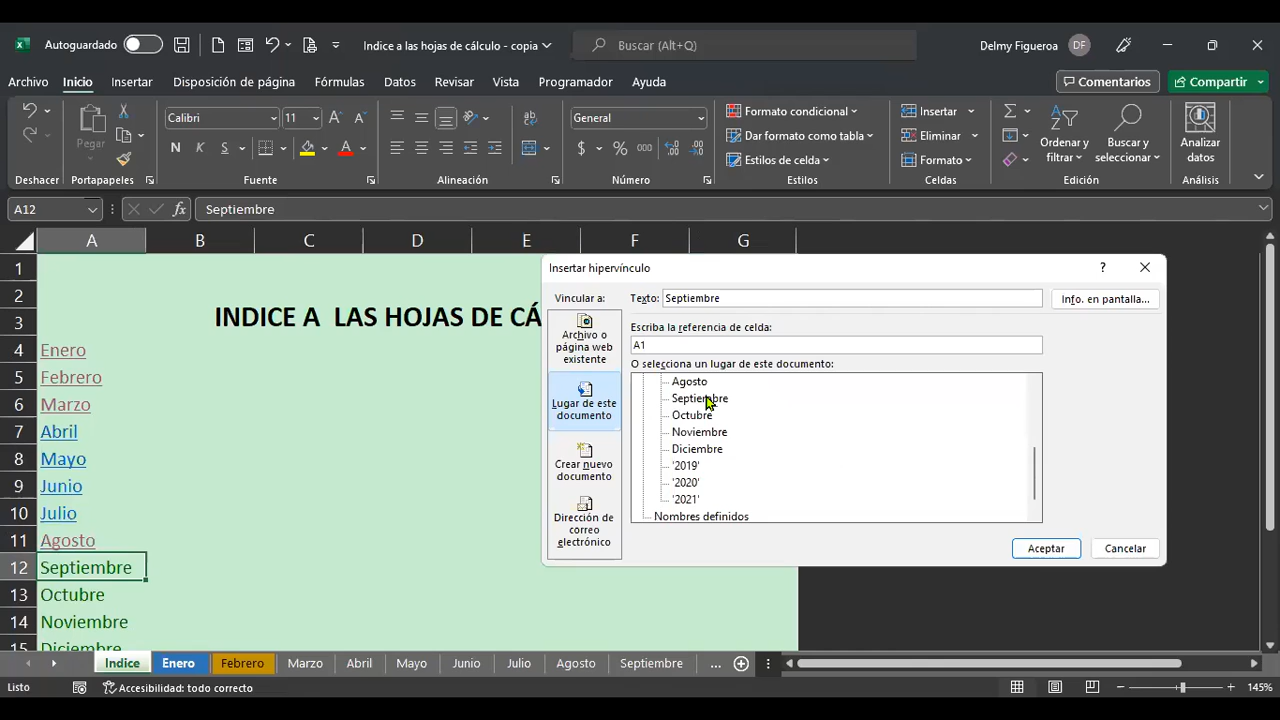 Autoguardado
Indice a las hojas de cálculo - copia
Buscar (Alt+Q)
Delmy Figueroa DF
Archivo Inicio Insertar Disposición de página Fórmulas Datos Revisar Vista Programador Ayuda Comentarios Compartir
Calibri 11 General
Pegar
N K S
% 000
Formato condicional
Dar formato como tabla
Estilos de celda
Insertar
Eliminar
Formato
Ordenar y filtrar
Buscar y seleccionar
Analizar datos
Deshacer Portapapeles Fuente Alineación Número Estilos Celdas Edición Análisis
A12 fx Septiembre
A B C D E F G
1
2
3 INDICE A LAS HOJAS DE CÁ
4 Enero
5 Febrero
6 Marzo
7 Abril
8 Mayo
9 Junio
10 Julio
11 Agosto
12 Septiembre
13 Octubre
14 Noviembre
15 Diciembre
Insertar hipervínculo ?
Vincular a:
Texto: Septiembre Info. en pantalla...
Archivo o
página web
existente
Lugar de este
documento
Crear nuevo
documento
Dirección de
correo
electrónico
Escriba la referencia de celda:
A1
O selecciona un lugar de este documento:
Agosto
Septiembre
Octubre
Noviembre
Diciembre
'2019'
'2020'
'2021'
Nombres definidos
Aceptar Cancelar
Indice Enero Febrero Marzo Abril Mayo Junio Julio Agosto Septiembre ...
Listo Accesibilidad: todo correcto 145%